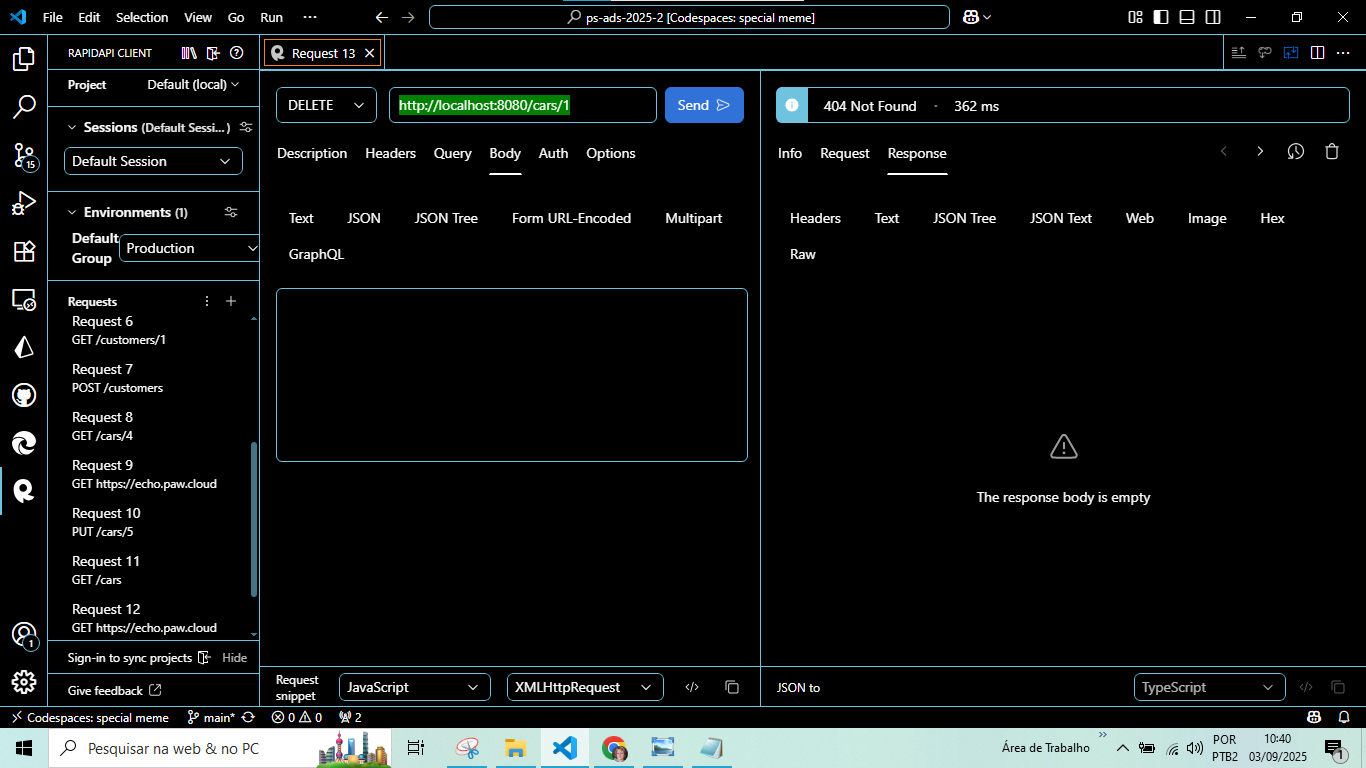 File Edit Selection View Go Run ···
ps-ads-2025-2 [Codespaces: special meme]
RAPIDAPI CLIENT
Project Default (local)
Sessions (Default Sessi...)
Default Session
Environments (1)
Default Group
Production
Requests
Request 6
GET /customers/1
Request 7
POST /customers
Request 8
GET /cars/4
Request 9
GET https://echo.paw.cloud
Request 10
PUT /cars/5
Request 11
GET /cars
Request 12
GET https://echo.paw.cloud
Sign-in to sync projects Hide
Give feedback
15
1
Request 13
DELETE http://localhost:8080/cars/1 Send
Description Headers Query Body Auth Options
Text JSON JSON Tree Form URL-Encoded Multipart
GraphQL
Request snippet JavaScript XMLHttpRequest
404 Not Found - 362 ms
Info Request Response
Headers Text JSON Tree JSON Text Web Image Hex
Raw
The response body is empty
JSON to TypeScript
Codespaces: special meme main* 0 0 2
Pesquisar na web & no PC
Área de Trabalho
POR
PTB2
10:40
03/09/2025
1